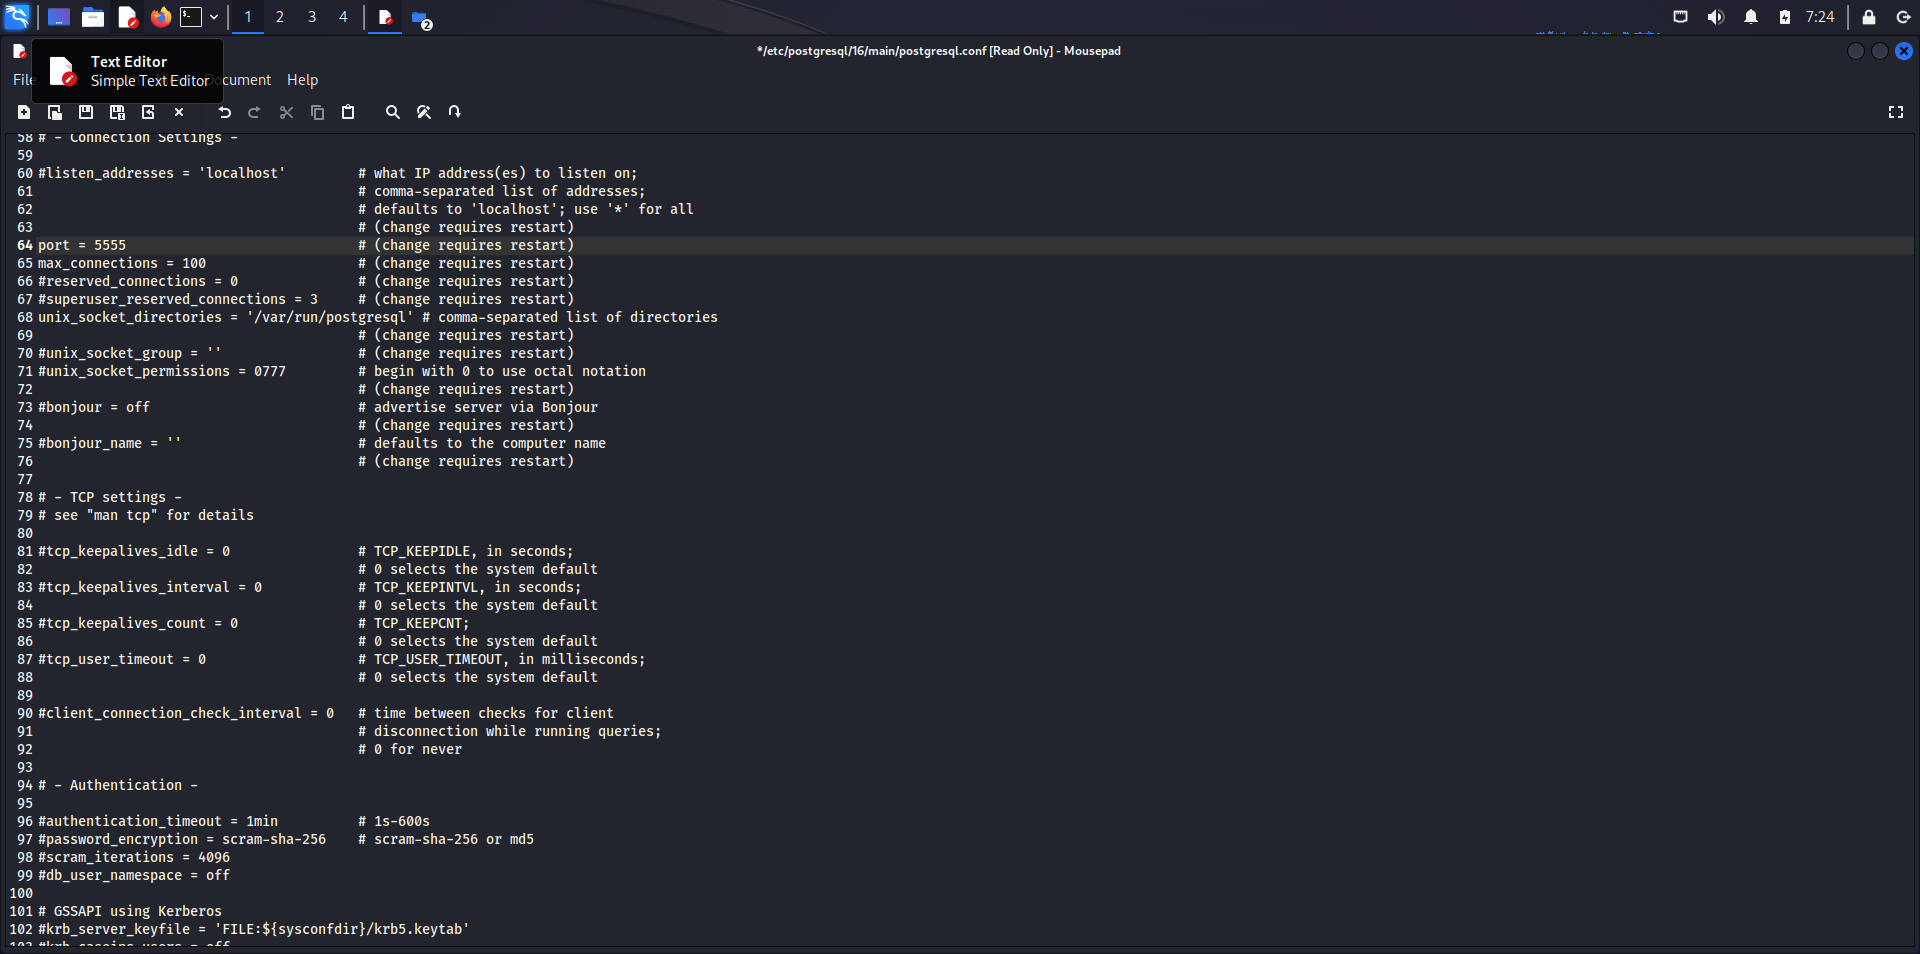 1 2 3 4 2 7:24
*/etc/postgresql/16/main/postgresql.conf [Read Only] - Mousepad
Text Editor
Simple Text Editor
File Document Help
58 # - Connection Settings -
59
60 #listen_addresses = 'localhost' # what IP address(es) to listen on;
61 # comma-separated list of addresses;
62 # defaults to 'localhost'; use '*' for all
63 # (change requires restart)
64 port = 5555 # (change requires restart)
65 max_connections = 100 # (change requires restart)
66 #reserved_connections = 0 # (change requires restart)
67 #superuser_reserved_connections = 3 # (change requires restart)
68 unix_socket_directories = '/var/run/postgresql' # comma-separated list of directories
69 # (change requires restart)
70 #unix_socket_group = '' # (change requires restart)
71 #unix_socket_permissions = 0777 # begin with 0 to use octal notation
72 # (change requires restart)
73 #bonjour = off # advertise server via Bonjour
74 # (change requires restart)
75 #bonjour_name = '' # defaults to the computer name
76 # (change requires restart)
77
78 # - TCP settings -
79 # see "man tcp" for details
80
81 #tcp_keepalives_idle = 0 # TCP_KEEPIDLE, in seconds;
82 # 0 selects the system default
83 #tcp_keepalives_interval = 0 # TCP_KEEPINTVL, in seconds;
84 # 0 selects the system default
85 #tcp_keepalives_count = 0 # TCP_KEEPCNT;
86 # 0 selects the system default
87 #tcp_user_timeout = 0 # TCP_USER_TIMEOUT, in milliseconds;
88 # 0 selects the system default
89
90 #client_connection_check_interval = 0 # time between checks for client
91 # disconnection while running queries;
92 # 0 for never
93
94 # - Authentication -
95
96 #authentication_timeout = 1min # 1s-600s
97 #password_encryption = scram-sha-256 # scram-sha-256 or md5
98 #scram_iterations = 4096
99 #db_user_namespace = off
100
101 # GSSAPI using Kerberos
102 #krb_server_keyfile = 'FILE:${sysconfdir}/krb5.keytab'
103 #krb_caseins_users = off